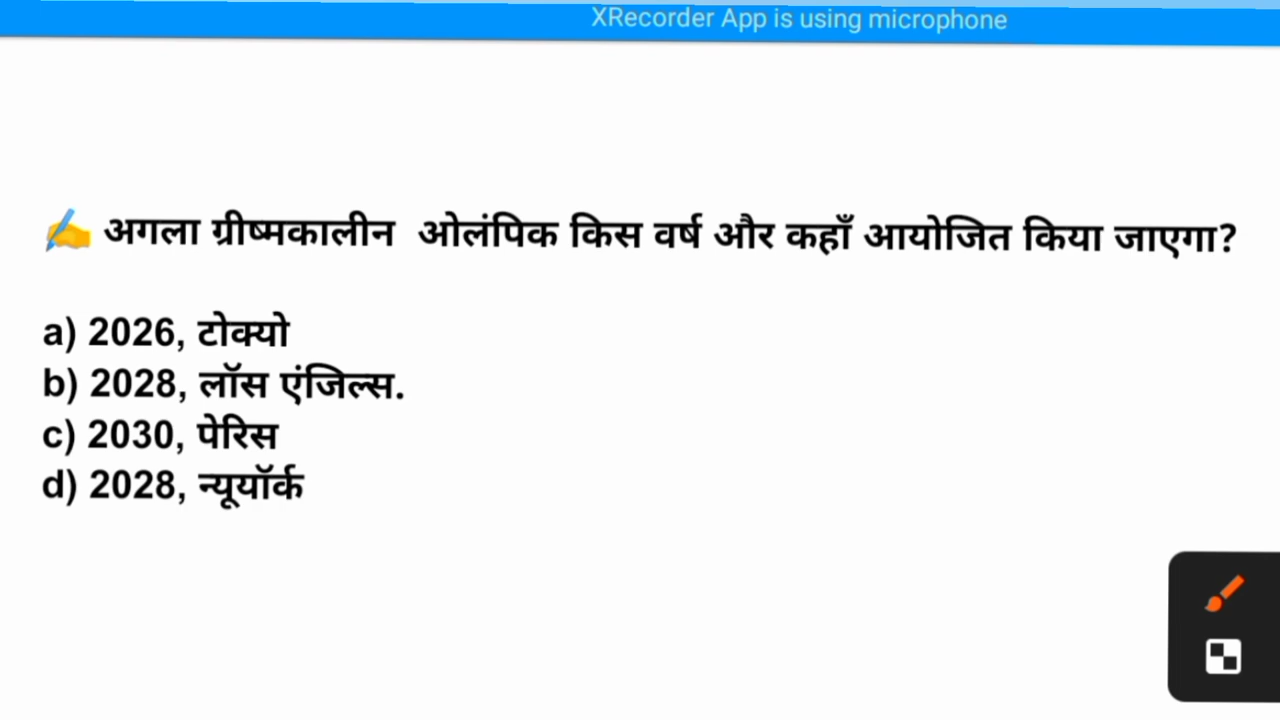 XRecorder App is using microphone
✍️ अगला ग्रीष्मकालीन ओलंपिक किस वर्ष और कहाँ आयोजित किया जाएगा?
a) 2026, टोक्यो
b) 2028, लॉस एंजिल्स.
c) 2030, पेरिस
d) 2028, न्यूयॉर्क